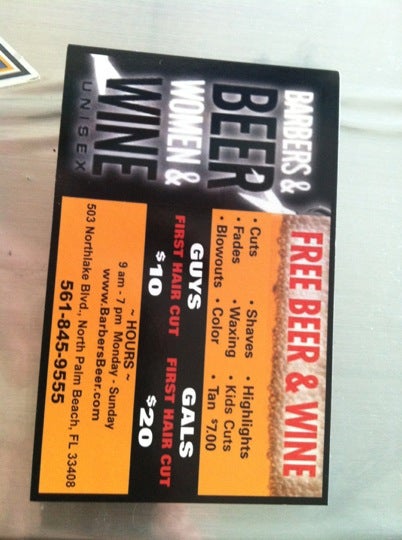 BARBERS &
BEER
WOMEN &
WINE
UNISEX
FREE BEER & WINE
• Cuts • Shaves • Highlights
• Fades • Waxing • Kids Cuts
• Blowouts • Color • Tan $7.00
GUYS GALS
FIRST HAIR CUT FIRST HAIR CUT
$10 $20
~ HOURS ~
9 am - 7 pm Monday - Sunday
www.BarbersBeer.com
503 Northlake Blvd., North Palm Beach, FL 33408
561-845-9555